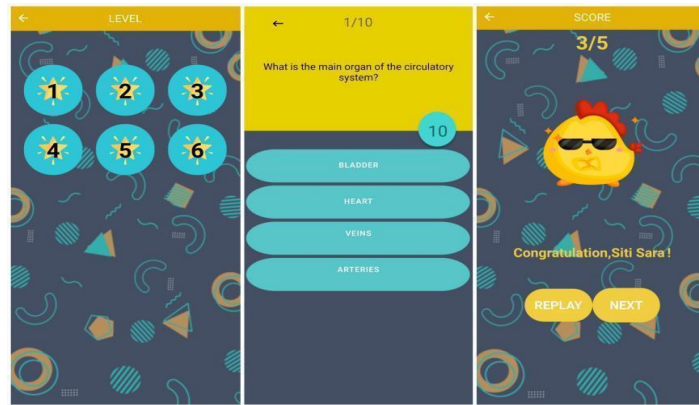 LEVEL
1 2 3
4 5 6
1/10
What is the main organ of the circulatory
system?
10
BLADDER
HEART
VEINS
ARTERIES
SCORE
3/5
Congratulation,Siti Sara!
REPLAY NEXT